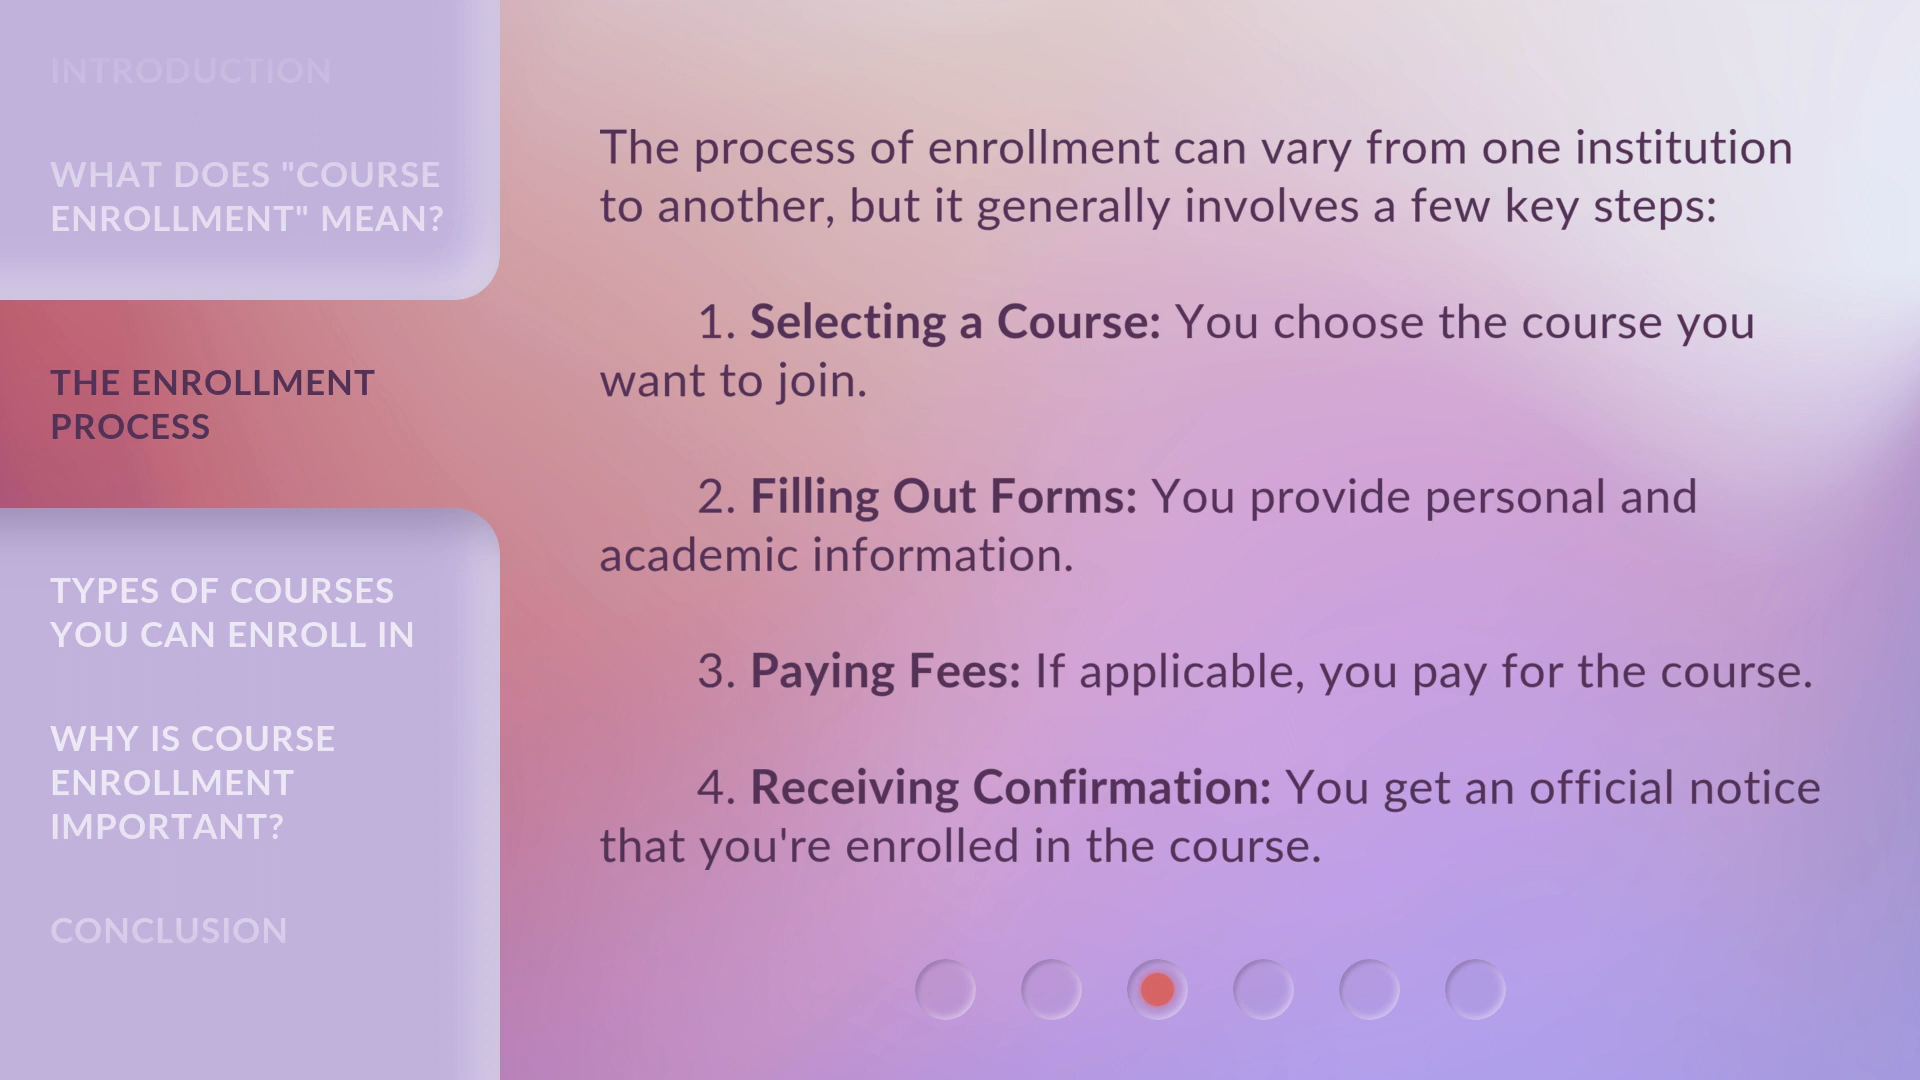 INTRODUCTION
WHAT DOES "COURSE
ENROLLMENT" MEAN?
THE ENROLLMENT
PROCESS
TYPES OF COURSES
YOU CAN ENROLL IN
WHY IS COURSE
ENROLLMENT
IMPORTANT?
CONCLUSION
The process of enrollment can vary from one institution
to another, but it generally involves a few key steps:
1. Selecting a Course: You choose the course you
want to join.
2. Filling Out Forms: You provide personal and
academic information.
3. Paying Fees: If applicable, you pay for the course.
4. Receiving Confirmation: You get an official notice
that you're enrolled in the course.